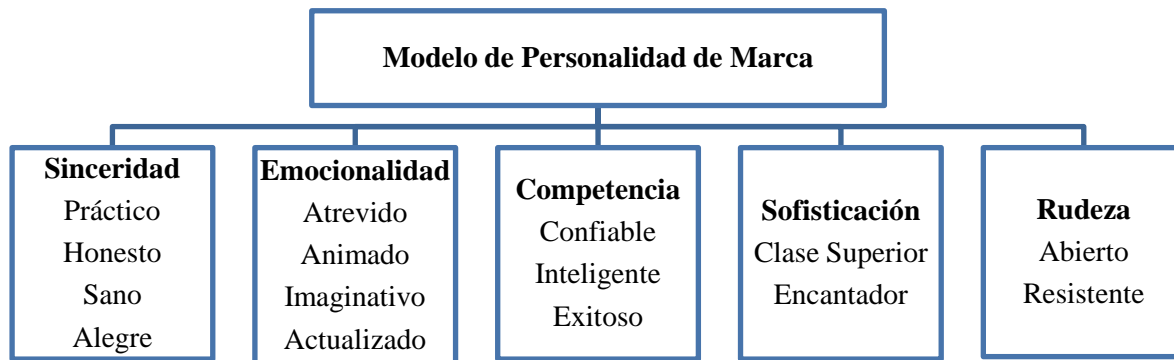 Modelo de Personalidad de Marca
Sinceridad
Práctico
Honesto
Sano
Alegre
Emocionalidad
Atrevido
Animado
Imaginativo
Actualizado
Competencia
Confiable
Inteligente
Exitoso
Sofisticación
Clase Superior
Encantador
Rudeza
Abierto
Resistente